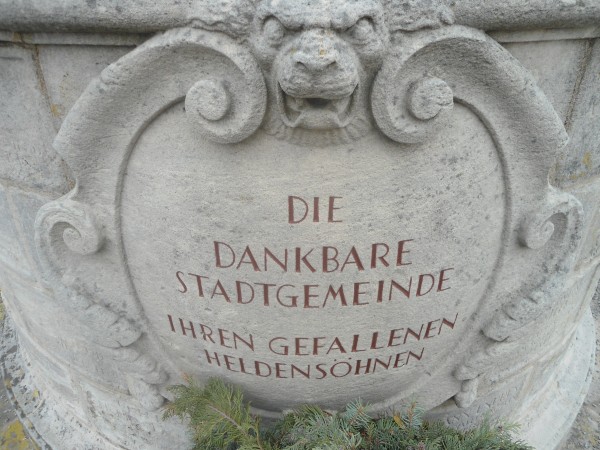 DIE
DANKBARE
STADTGEMEINDE
IHREN GEFALLENEN
HELDENSÖHNEN